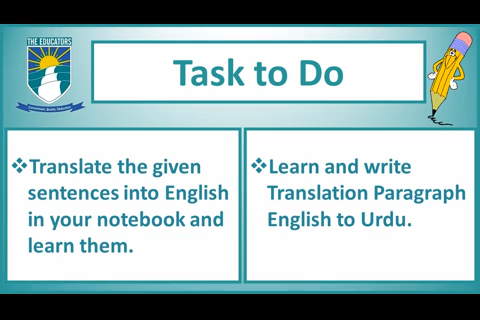 THE EDUCATORS
Task to Do
❖Translate the given
sentences into English
in your notebook and
learn them.
❖Learn and write
Translation Paragraph
English to Urdu.